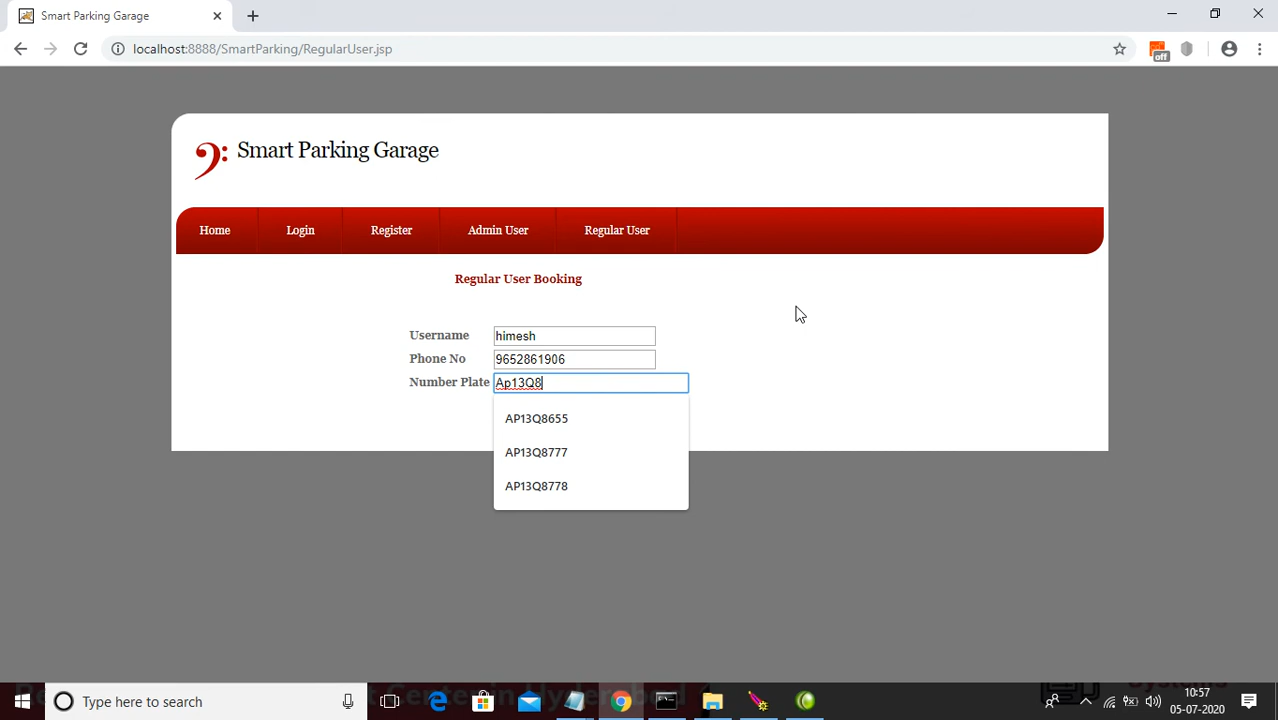 Smart Parking Garage
localhost:8888/SmartParking/RegularUser.jsp
off
Smart Parking Garage
Home Login Register Admin User Regular User
Regular User Booking
Username himesh
Phone No 9652861906
Number Plate Ap13Q8
AP13Q8655
AP13Q8777
AP13Q8778
Type here to search
10:57
05-07-2020